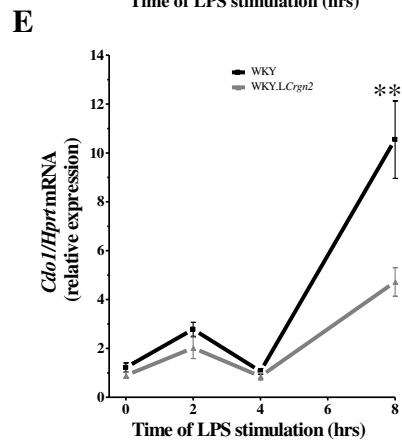 Time of LPS stimulation (hrs)
E
WKY
WKY.LCrgn2
**
Cdo1/Hprt mRNA
(relative expression)
14
12
10
8
6
4
2
0
0 2 4 6 8
Time of LPS stimulation (hrs)